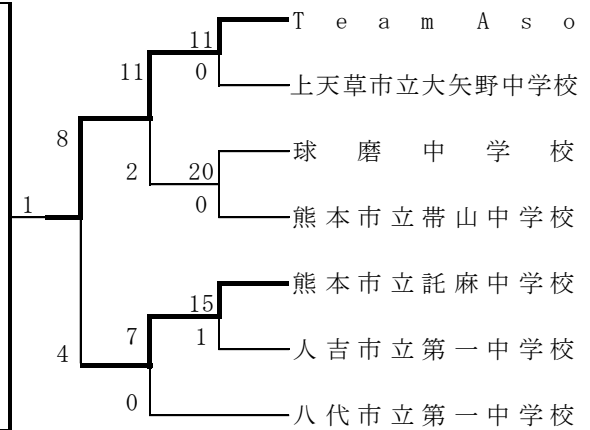 Team Aso
11
11
0
上天草市立大矢野中学校
8
球磨中学校
2
20
0
1
熊本市立帯山中学校
熊本市立託麻中学校
15
7
1
4
人吉市立第一中学校
0
八代市立第一中学校